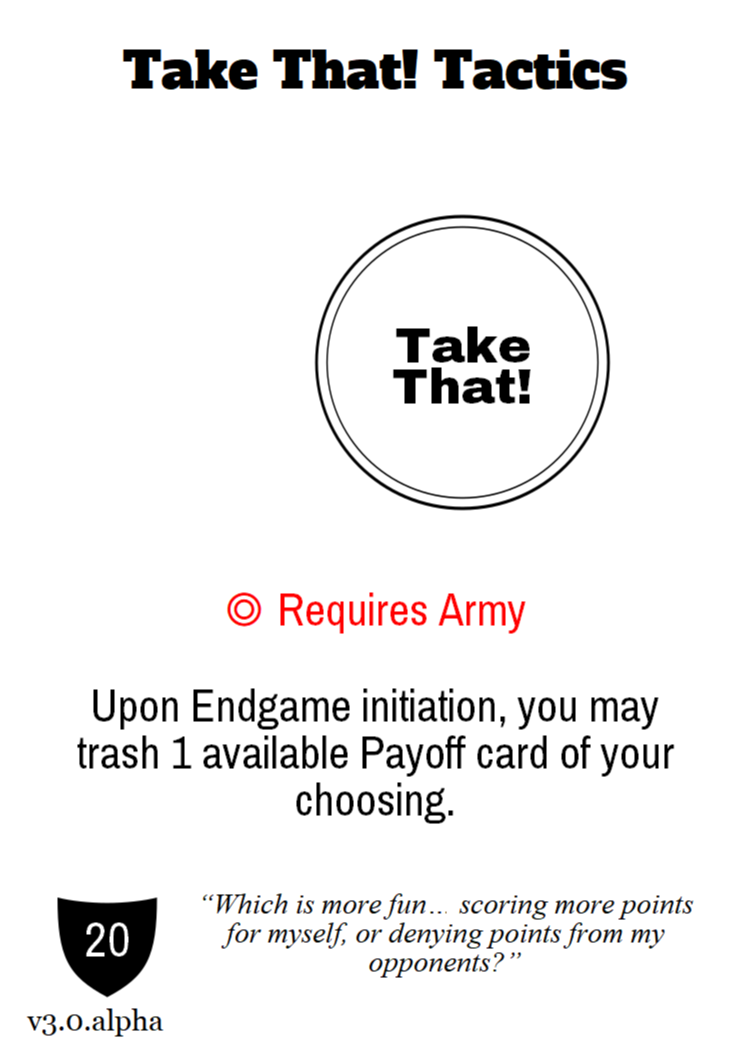 Take That! Tactics
Take
That!
◎ Requires Army
Upon Endgame initiation, you may
trash 1 available Payoff card of your
choosing.
“Which is more fun... scoring more points
for myself, or denying points from my
opponents?”
20
v3.0.alpha